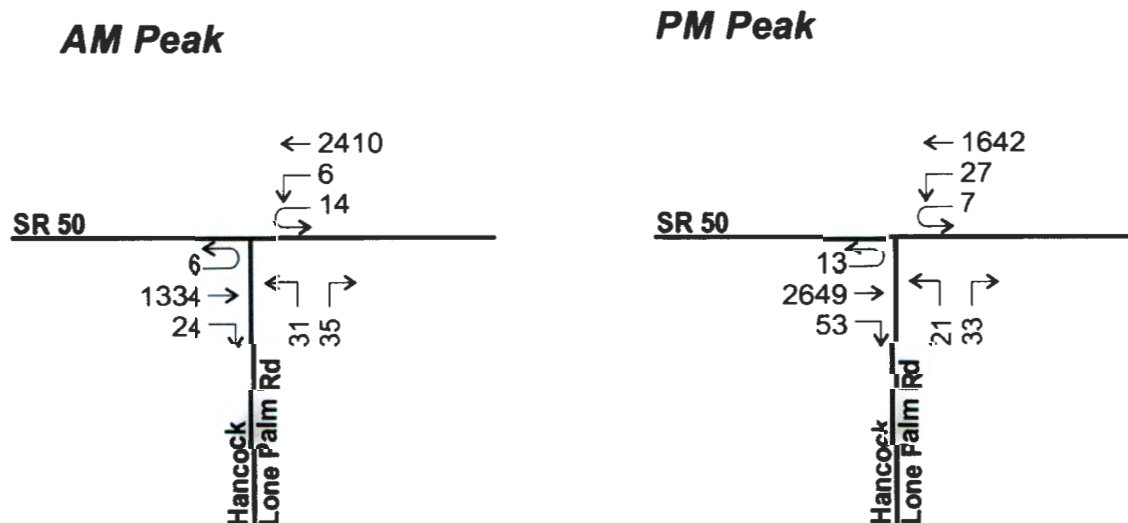 AM Peak
2410
6
14
SR 50
6
1334
24
31
35
Hancock
Lone Palm Rd
PM Peak
1642
27
7
SR 50
13
2649
53
21
33
Hancock
Lone Palm Rd